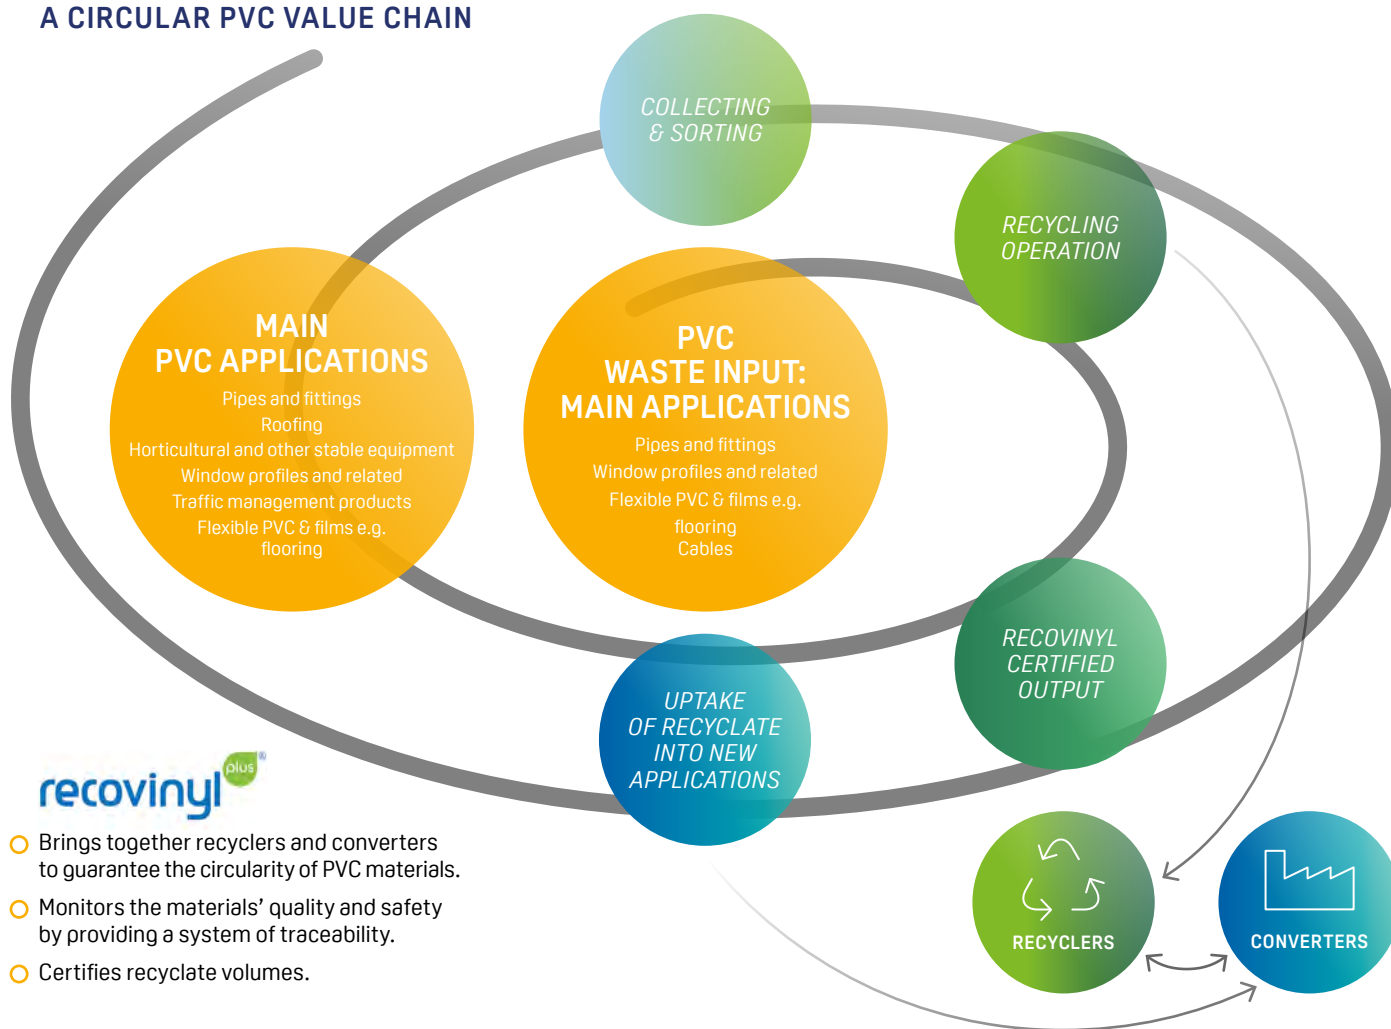 A CIRCULAR PVC VALUE CHAIN
COLLECTING
& SORTING
RECYCLING
OPERATION
MAIN
PVC APPLICATIONS
Pipes and fittings
Roofing
Horticultural and other stable equipment
Window profiles and related
Traffic management products
Flexible PVC & films e.g.
flooring
PVC
WASTE INPUT:
MAIN APPLICATIONS
Pipes and fittings
Window profiles and related
Flexible PVC & films e.g.
flooring
Cables
RECOVINYL
CERTIFIED
OUTPUT
UPTAKE
OF RECYCLATE
INTO NEW
APPLICATIONS
recovinyl plus®
Brings together recyclers and converters
to guarantee the circularity of PVC materials.
Monitors the materials’ quality and safety
by providing a system of traceability.
Certifies recyclate volumes.
RECYCLERS
CONVERTERS